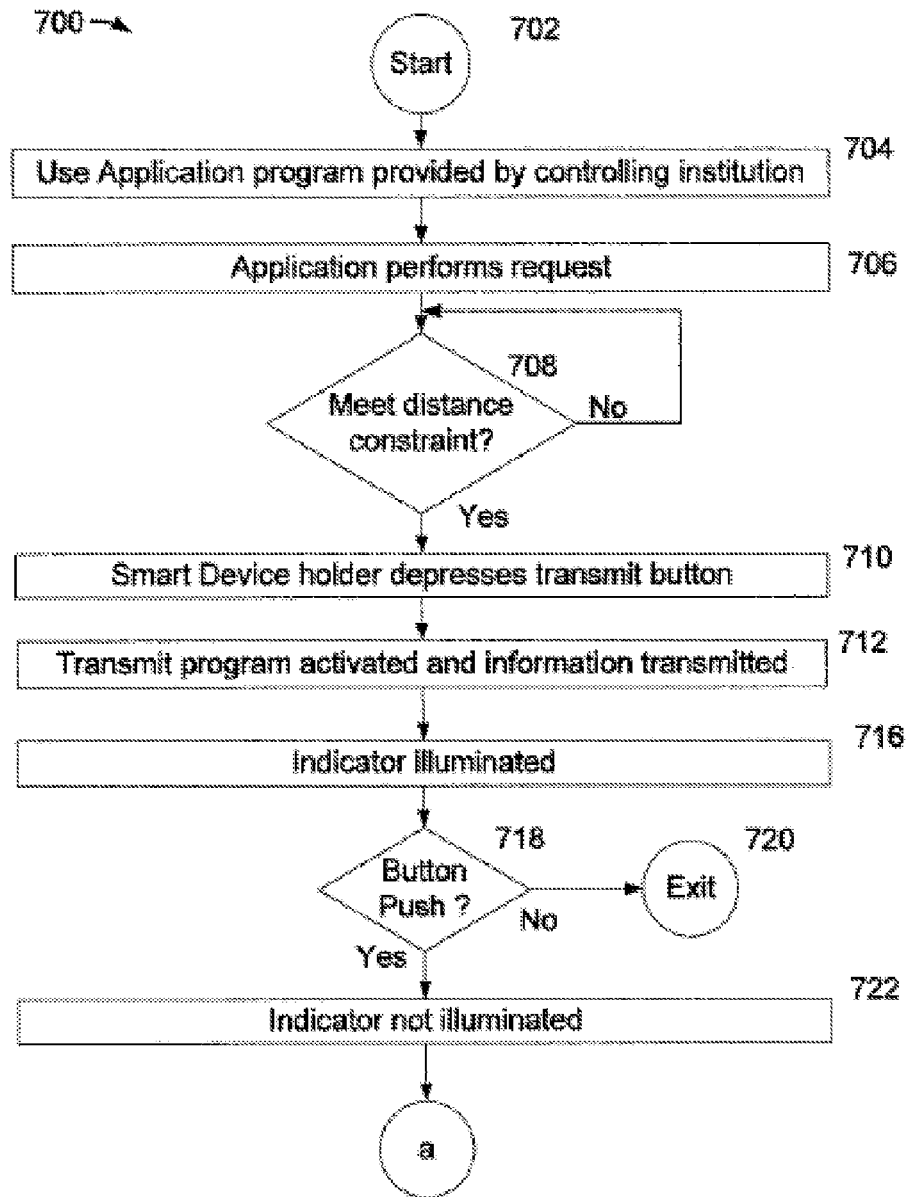 700
702
Start
704
Use Application program provided by controlling institution
Application performs request
706
708
Meet distance
constraint?
No
Yes
710
Smart Device holder depresses transmit button
712
Transmit program activated and information transmitted
716
Indicator illuminated
718
720
Button
Push ?
Exit
No
Yes
722
Indicator not illuminated
a